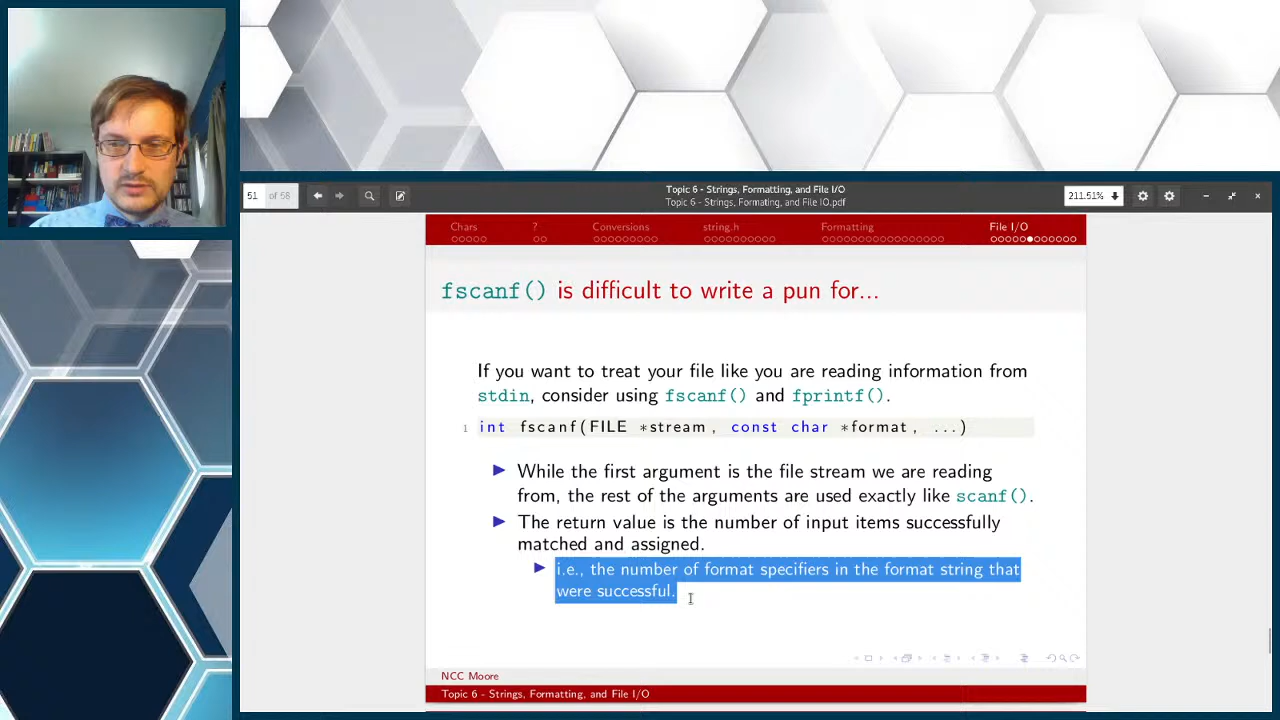 51 of 68
Topic 6 - Strings, Formatting, and File I/O
Topic 6 - Strings, Formating, and File IO.pdf
211.51%
Chars ? Conversions string.h Formatting File I/O
fscanf() is difficult to write a pun for...
If you want to treat your file like you are reading information from
stdin, consider using fscanf() and fprintf().
1 int fscanf(FILE *stream, const char *format, ...)
While the first argument is the file stream we are reading
from, the rest of the arguments are used exactly like scanf().
The return value is the number of input items successfully
matched and assigned.
i.e., the number of format specifiers in the format string that
were successful.
NCC Moore
Topic 6 - Strings, Formatting, and File I/O